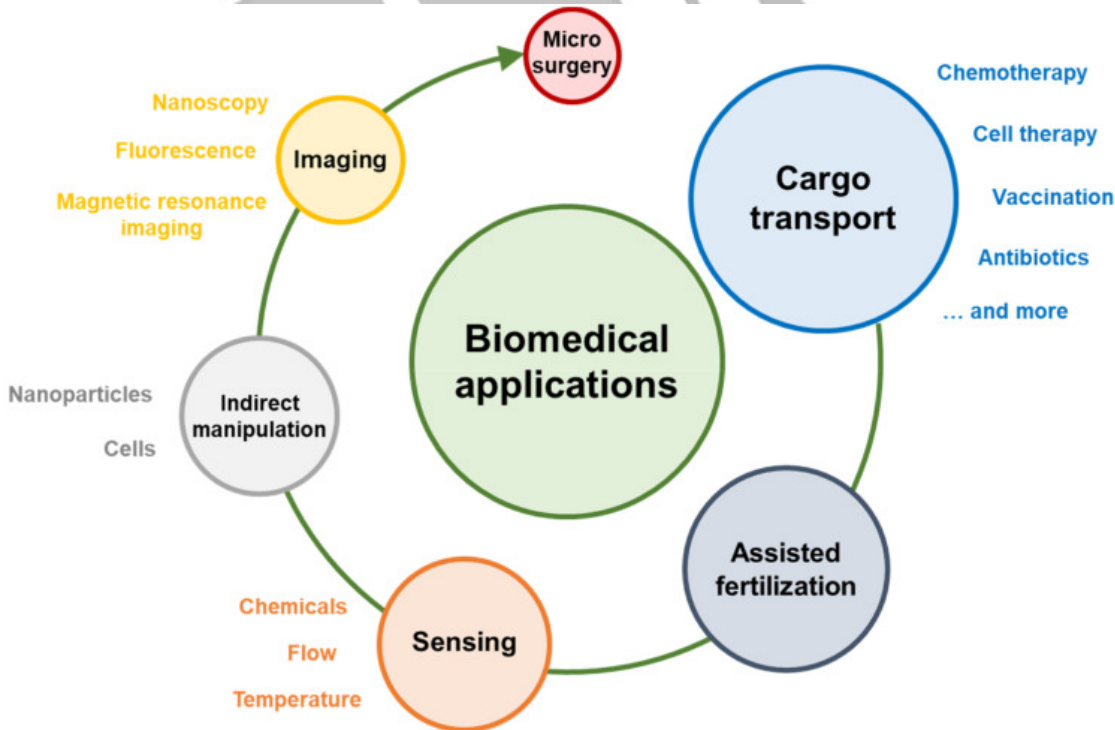 Micro
surgery
Chemotherapy
Nanoscopy
Cell therapy
Fluorescence
Imaging
Cargo
transport
Vaccination
Magnetic resonance
imaging
Antibiotics
... and more
Biomedical
applications
Nanoparticles
Indirect
manipulation
Cells
Assisted
fertilization
Chemicals
Sensing
Flow
Temperature